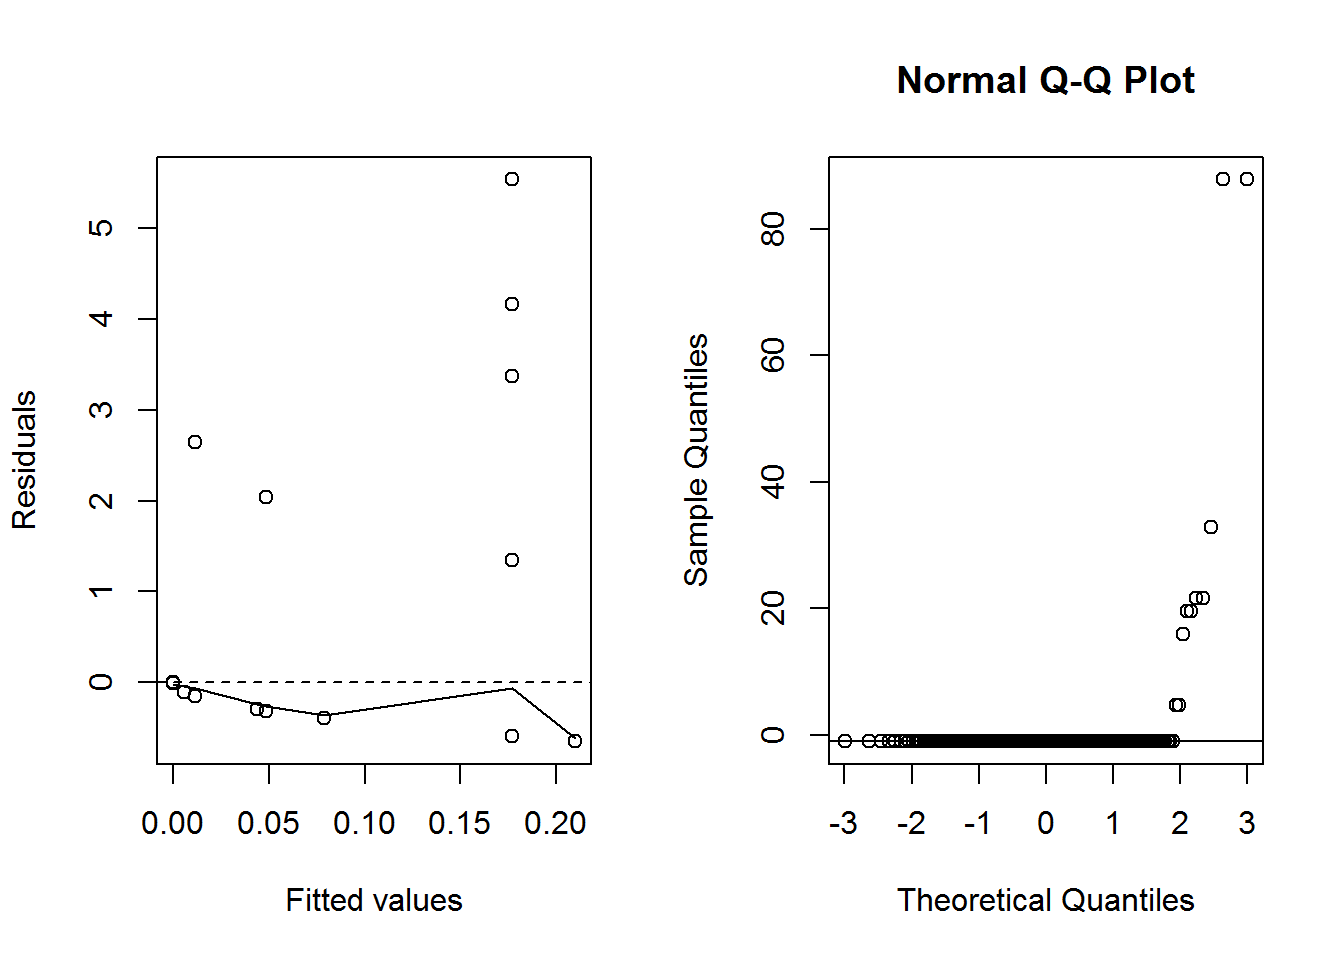 Normal Q-Q Plot
Residuals
0 1 2 3 4 5
0.00 0.05 0.10 0.15 0.20
Fitted values
Sample Quantiles
0 20 40 60 80
-3 -2 -1 0 1 2 3
Theoretical Quantiles